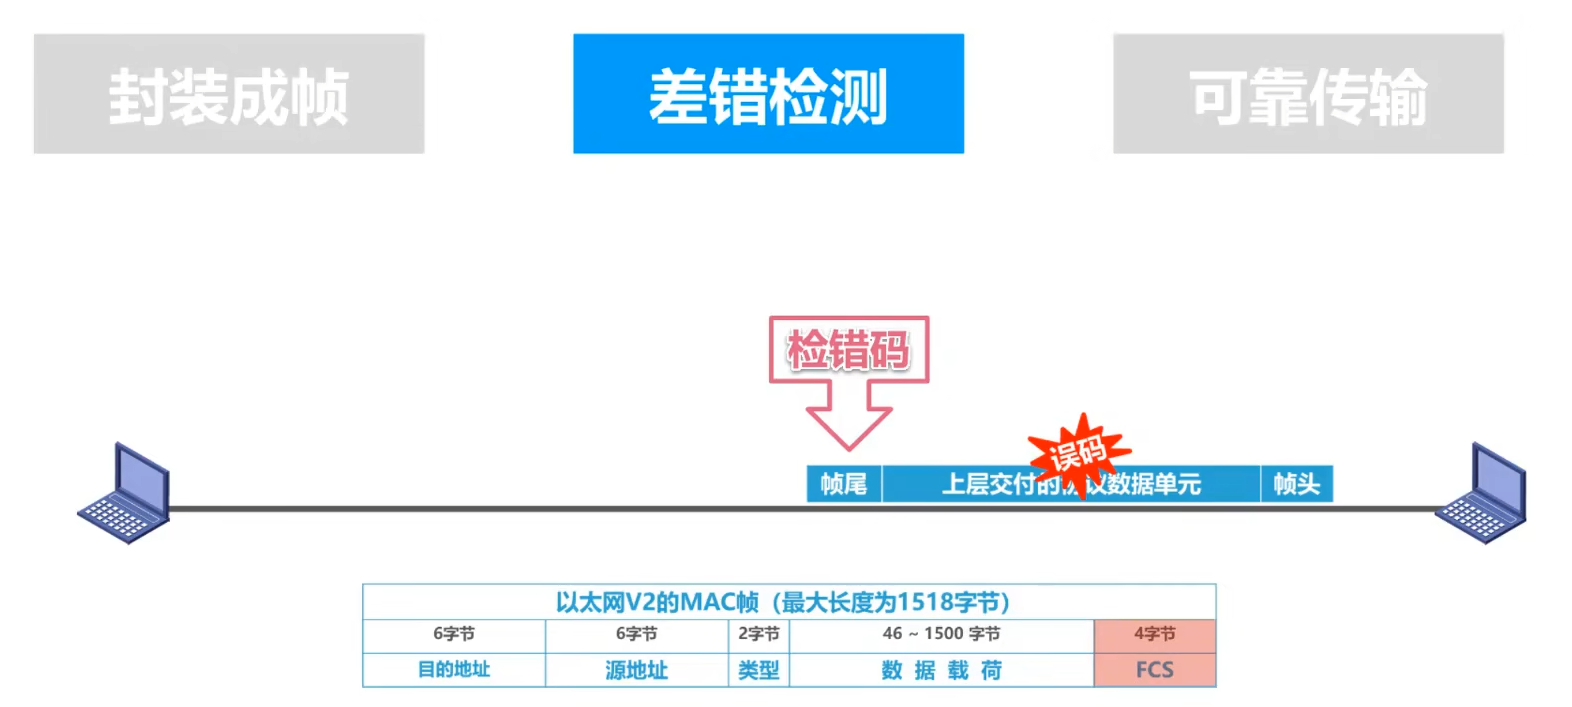 封装成帧
差错检测
可靠传输
检错码
误码
帧尾
上层交付的协议数据单元
帧头
以太网V2的MAC帧（最大长度为1518字节）
6字节 6字节 2字节 46 ~ 1500 字节 4字节
目的地址 源地址 类型 数 据 载 荷 FCS